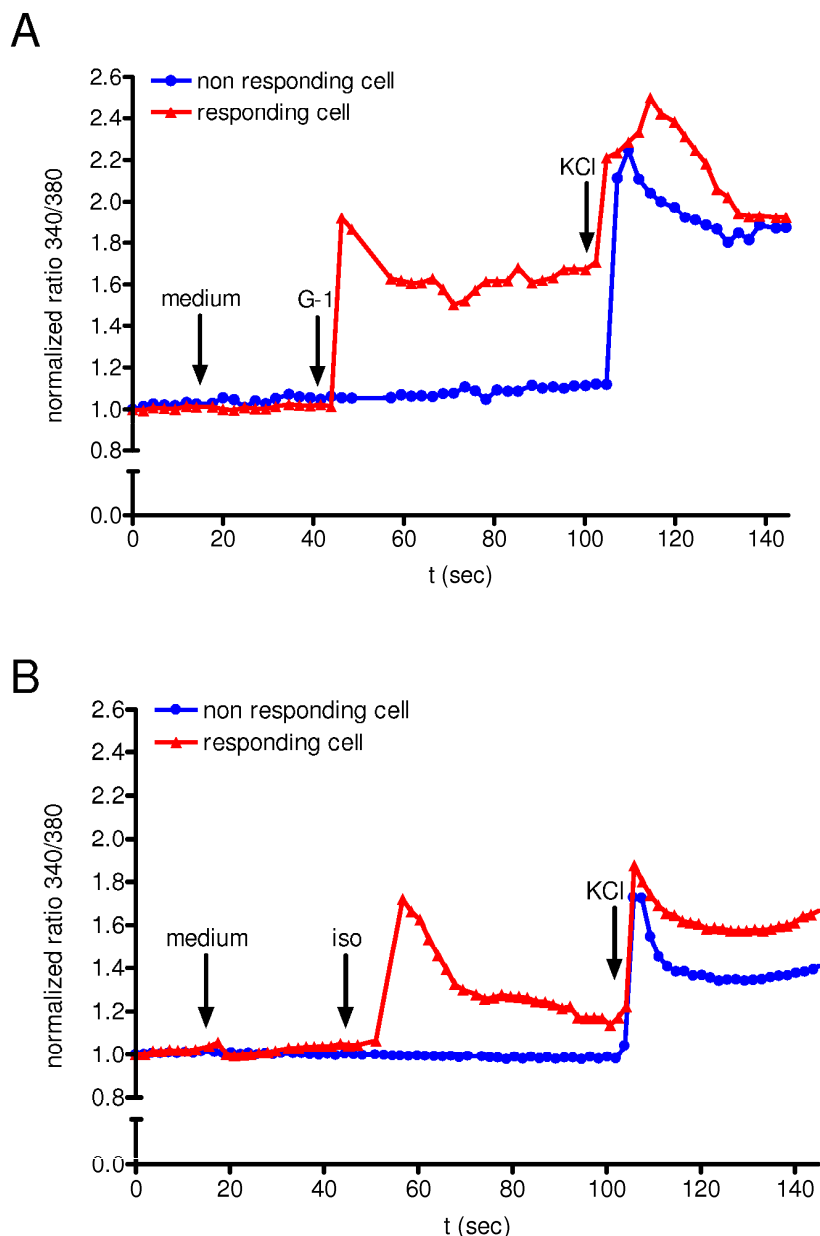 A
2.6
non responding cell
responding cell
2.4
2.2
KCl
2.0
1.8
1.6
medium
G-1
1.4
1.2
1.0
0.8
0.0
normalized ratio 340/380
0 20 40 60 80 100 120 140
t (sec)
B
2.6
non responding cell
responding cell
2.4
2.2
2.0
1.8
KCl
1.6
medium
iso
1.4
1.2
1.0
0.8
0.0
normalized ratio 340/380
0 20 40 60 80 100 120 140
t (sec)